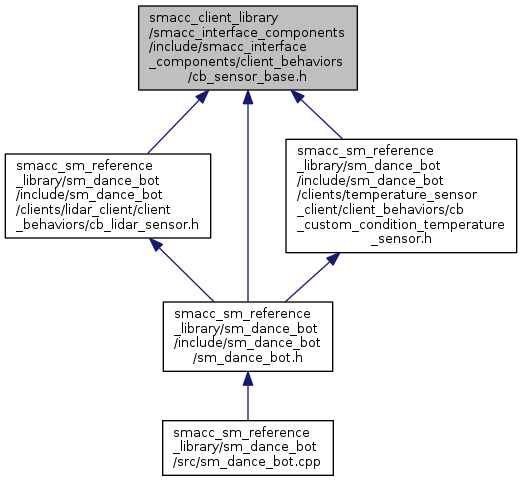 smacc_client_library
/smacc_interface_components
/include/smacc_interface
_components/client_behaviors
/cb_sensor_base.h
smacc_sm_reference
_library/sm_dance_bot
/include/sm_dance_bot
/clients/lidar_client/client
_behaviors/cb_lidar_sensor.h
smacc_sm_reference
_library/sm_dance_bot
/include/sm_dance_bot
/clients/temperature_sensor
_client/client_behaviors/cb
_custom_condition_temperature
_sensor.h
smacc_sm_reference
_library/sm_dance_bot
/include/sm_dance_bot
/sm_dance_bot.h
smacc_sm_reference
_library/sm_dance_bot
/src/sm_dance_bot.cpp